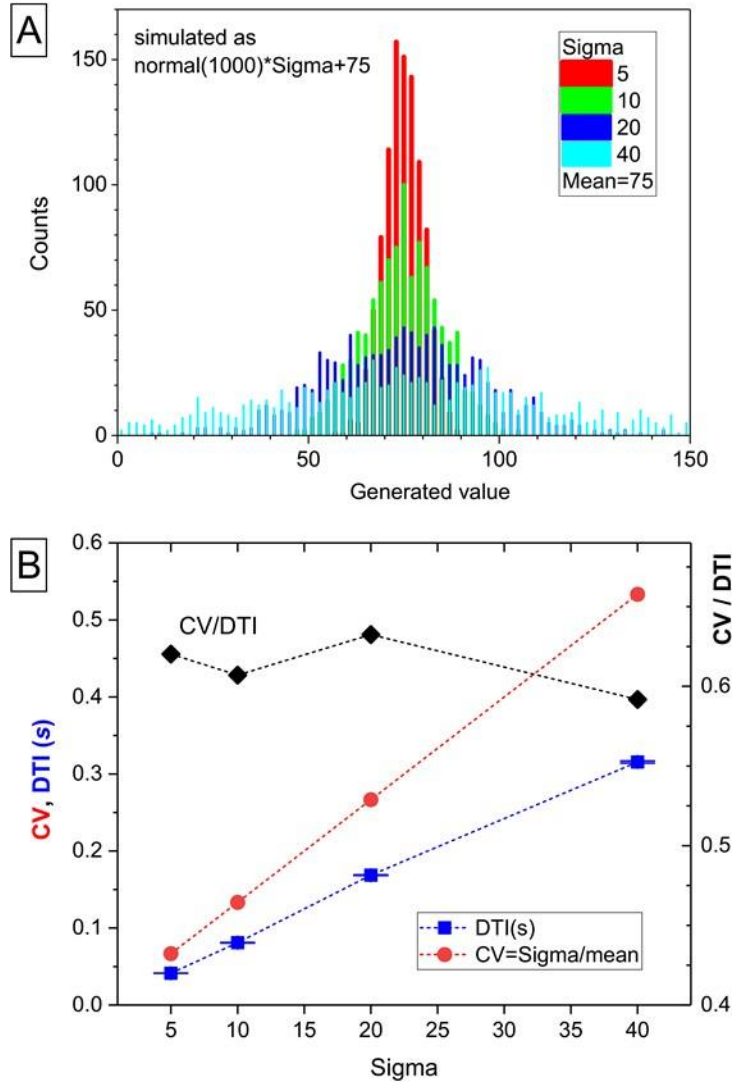 A
simulated as
normal(1000)*Sigma+75
Sigma
5
10
20
40
Mean=75
150
100
50
0
Counts
0
50
100
150
Generated value
B
0.6
0.5
0.4
0.3
0.2
0.1
0.0
CV, DTI (s)
CV/DTI
CV / DTI
0.6
0.5
0.4
DTI(s)
CV=Sigma/mean
5
10
15
20
25
30
35
40
Sigma